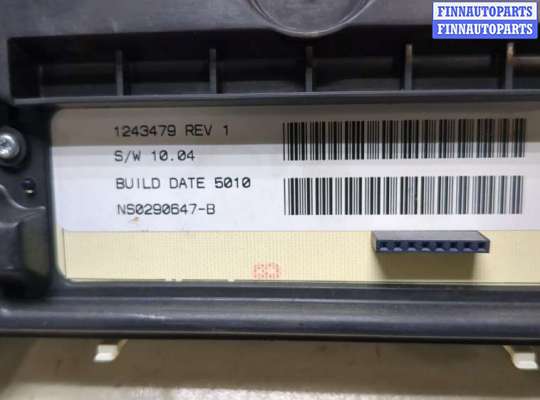 FINNAUTOPARTS
FINNAUTOPARTS
1243479 REV 1
S/W 10.04
BUILD DATE 5010
NS0290647-B